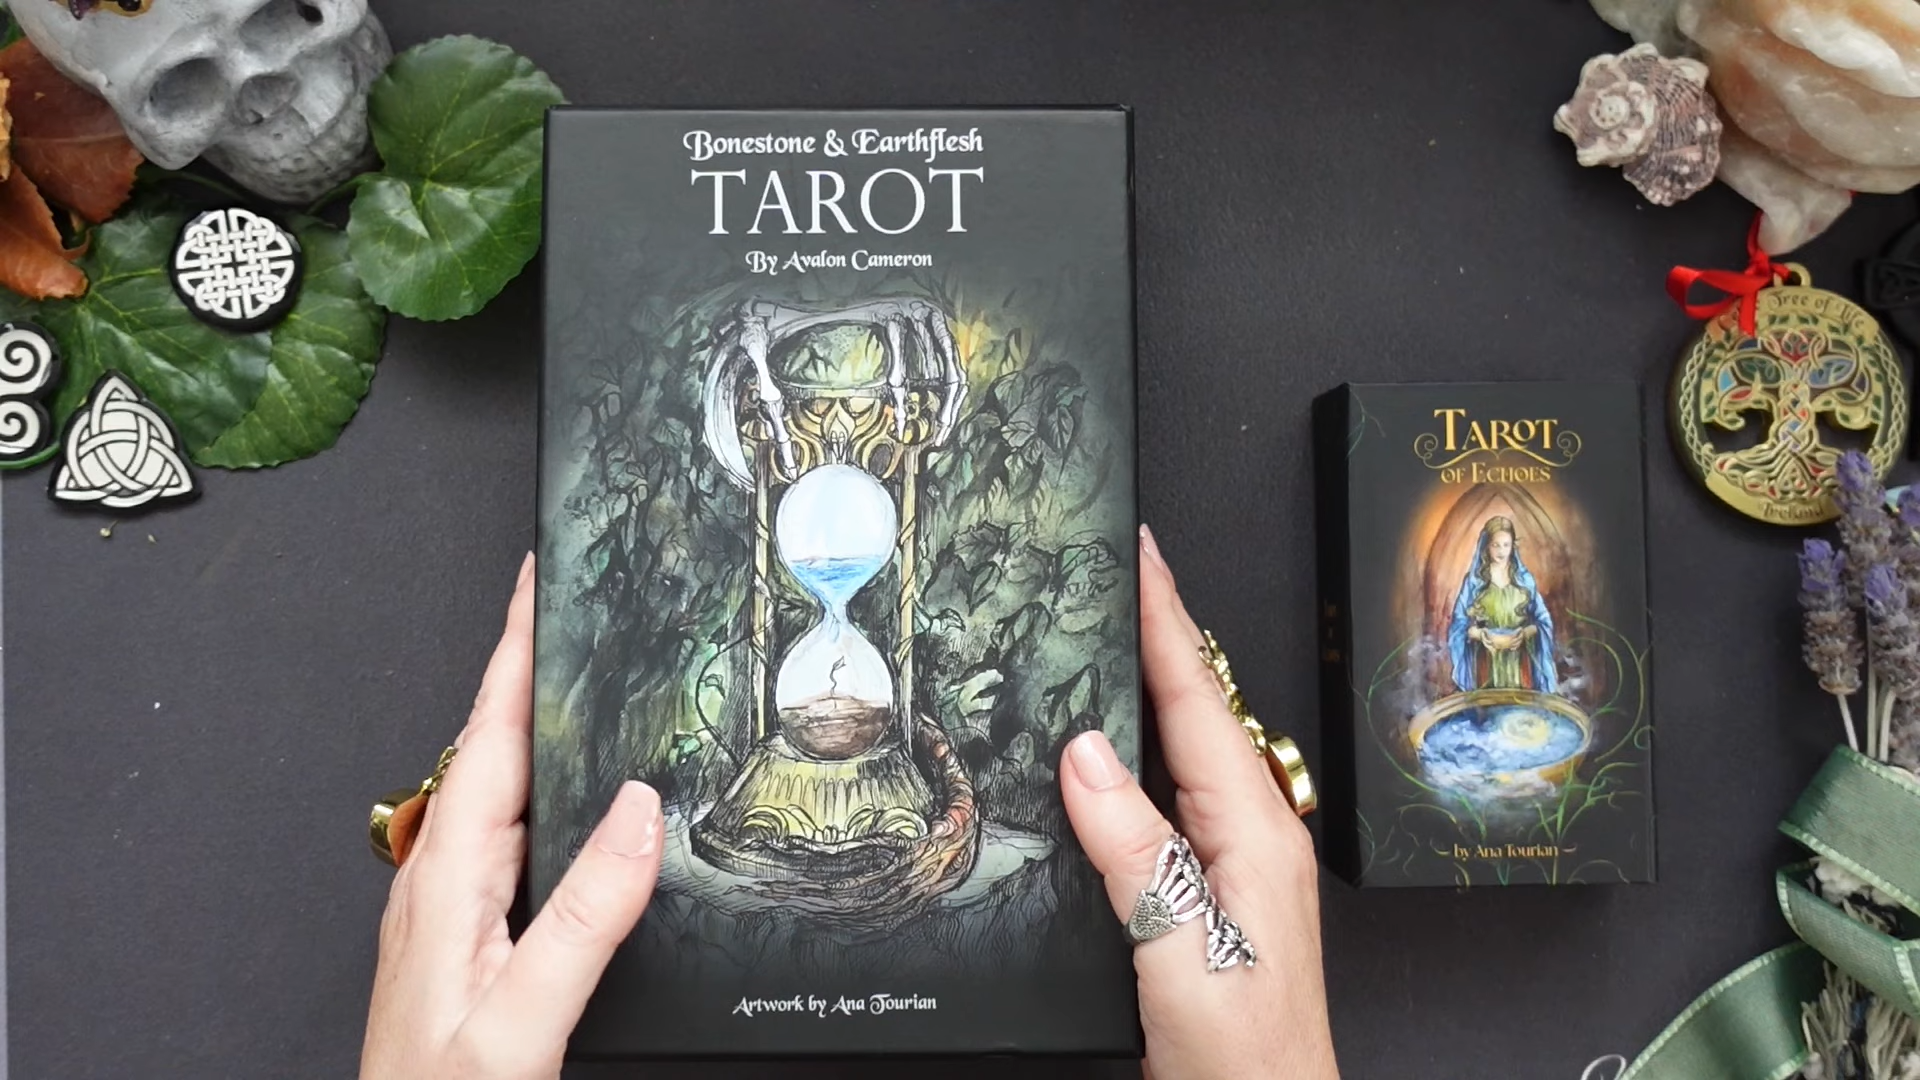 Bonestone & Earthflesh
TAROT
By Avalon Cameron
Artwork by Ana Tourian
TAROT
OF ECHOES
by Ana Tourian
Tree of Life
Ireland